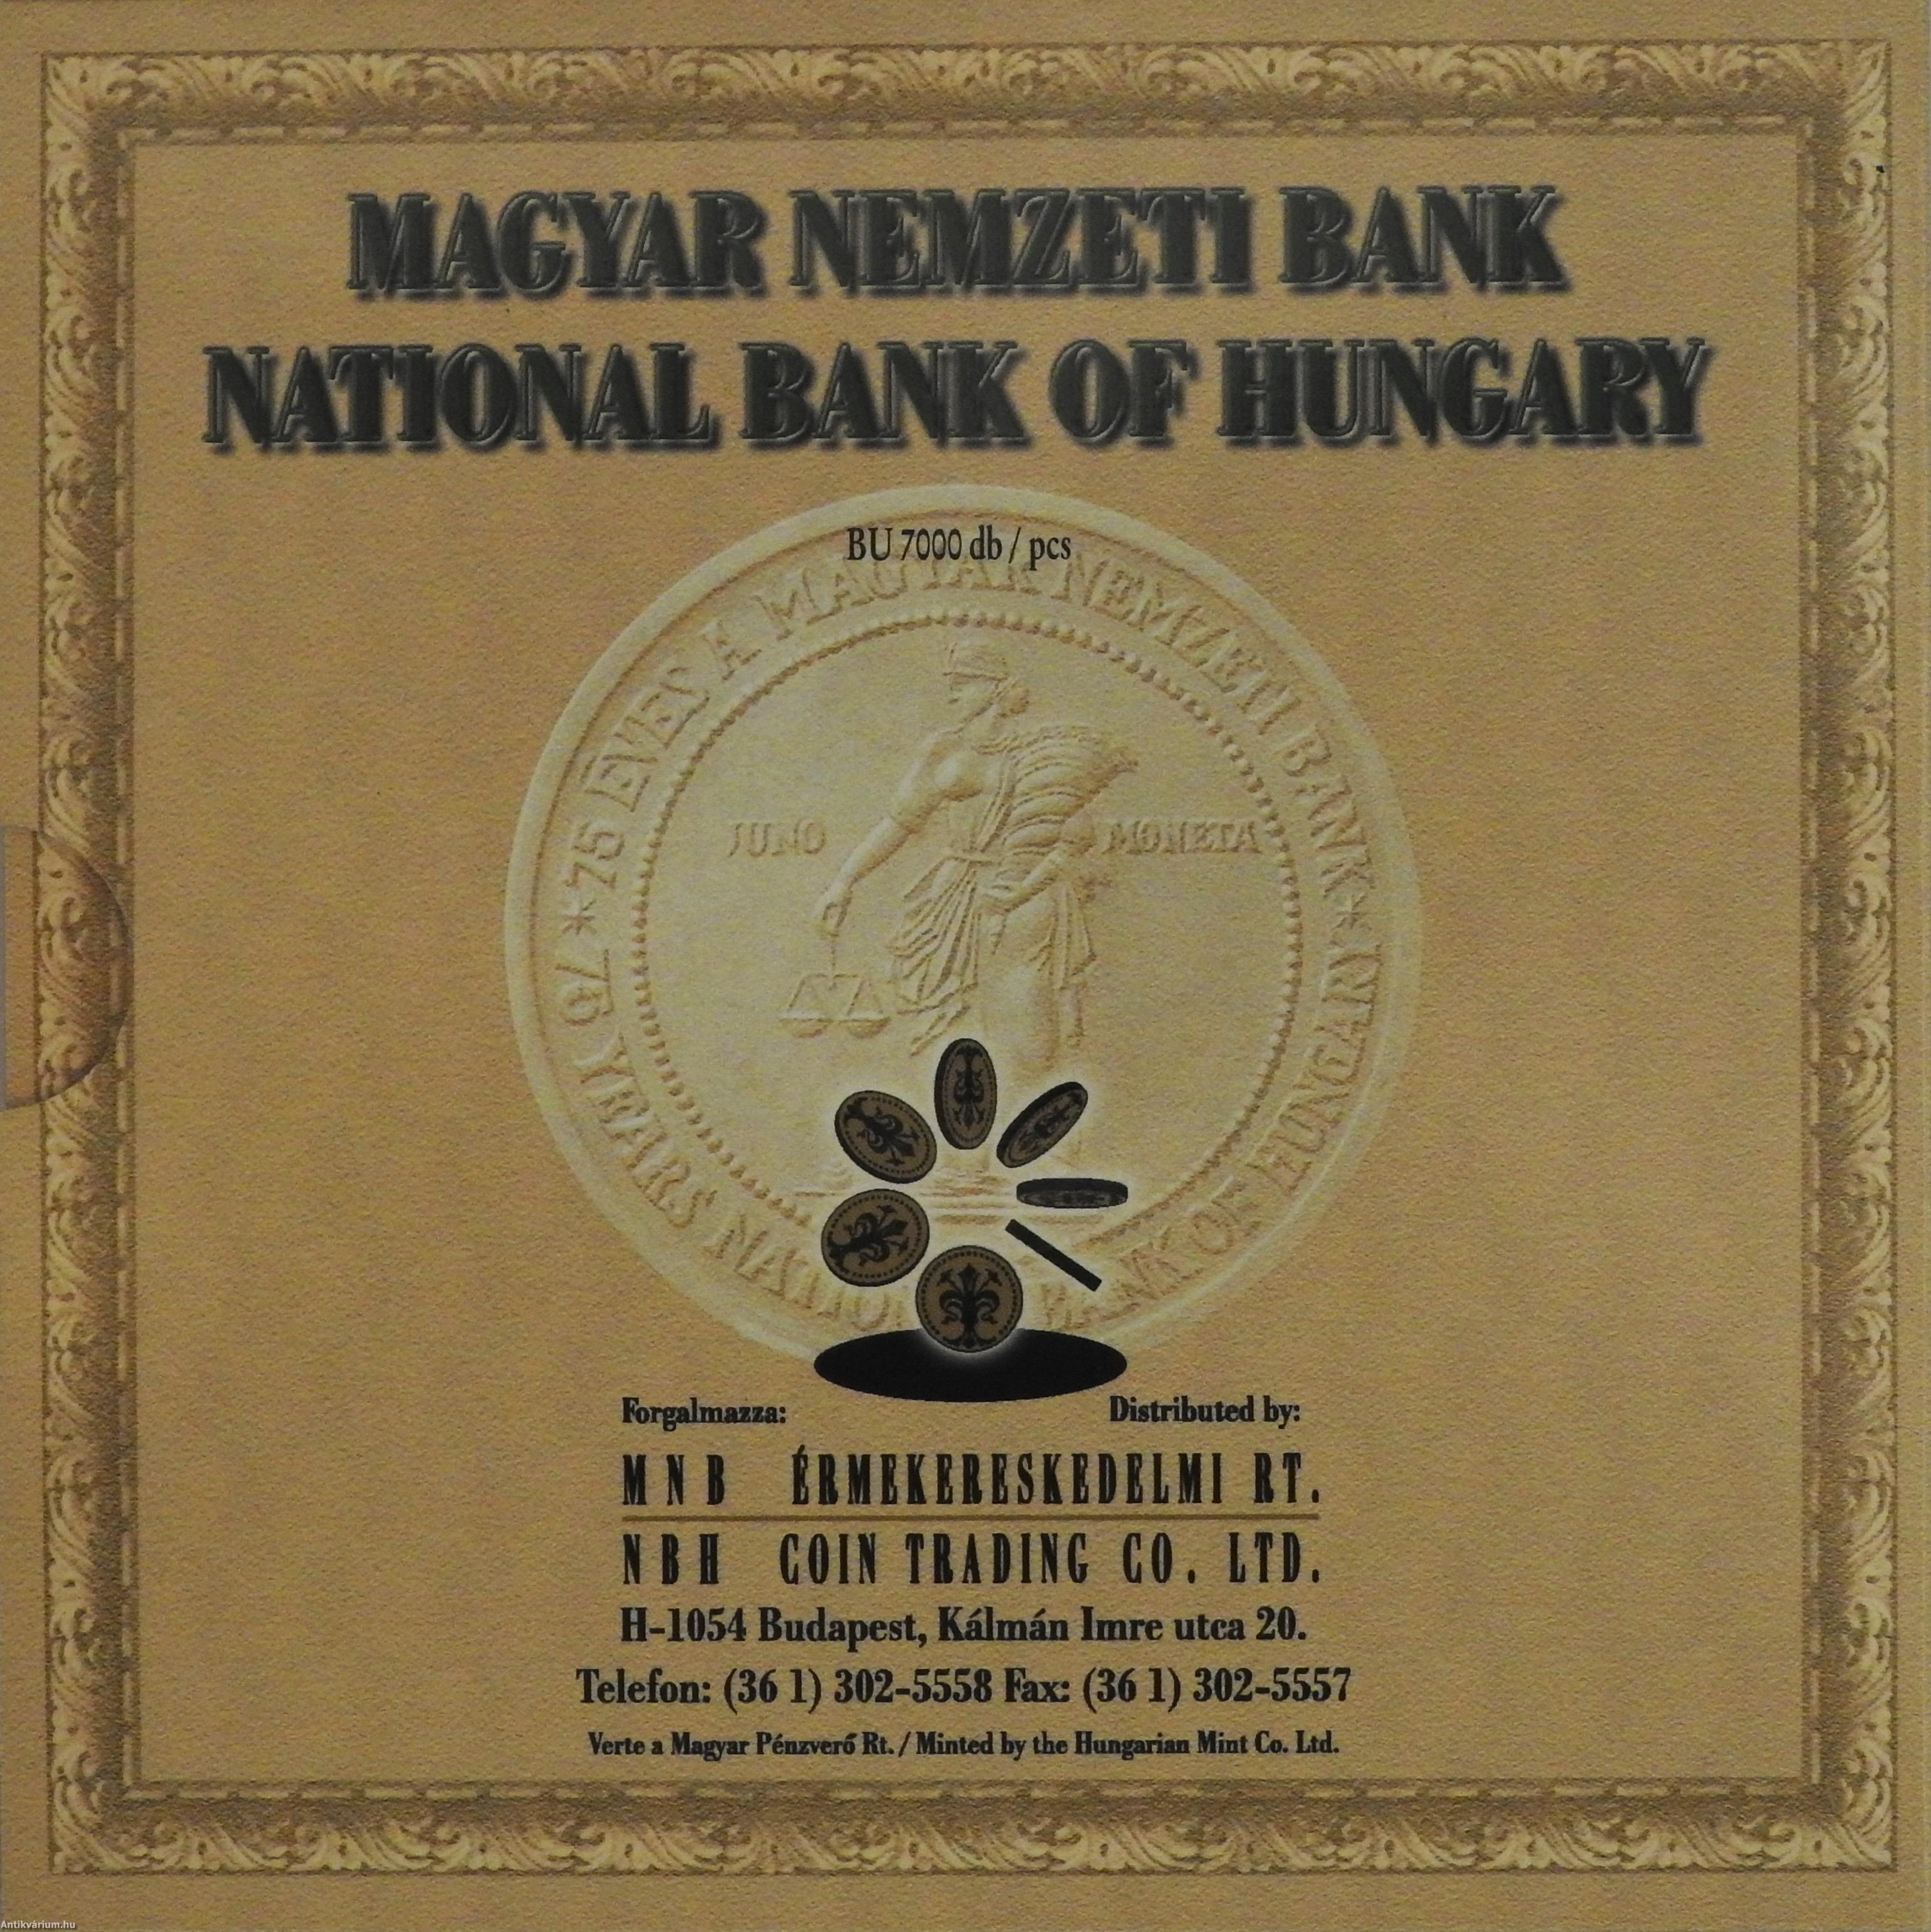 MAGYAR NEMZETI BANK
NATIONAL BANK OF HUNGARY
BU 7000 db / pcs
* 75 ÉVES A MAGYAR NEMZETI BANK *
JUNO MONETA
75 YEARS NATIONAL BANK OF HUNGARY
Forgalmazza: Distributed by:
MNB ÉRMEKERESKEDELMI RT.
NBH COIN TRADING CO. LTD.
H-1054 Budapest, Kálmán Imre utca 20.
Telefon: (36 1) 302-5558 Fax: (36 1) 302-5557
Verte a Magyar Pénzverő Rt. / Minted by the Hungarian Mint Co. Ltd.
Antikvárium.hu